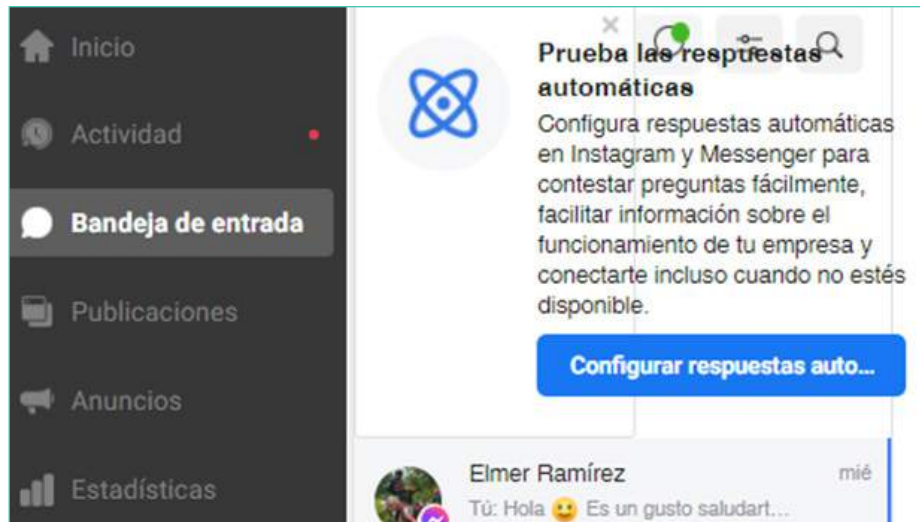 Inicio
Actividad
Bandeja de entrada
Publicaciones
Anuncios
Estadísticas
Prueba las respuestas
automáticas
Configura respuestas automáticas
en Instagram y Messenger para
contestar preguntas fácilmente,
facilitar información sobre el
funcionamiento de tu empresa y
conectarte incluso cuando no estés
disponible.
Configurar respuestas auto...
Elmer Ramírez mié
Tú: Hola 🙂 Es un gusto saludart...